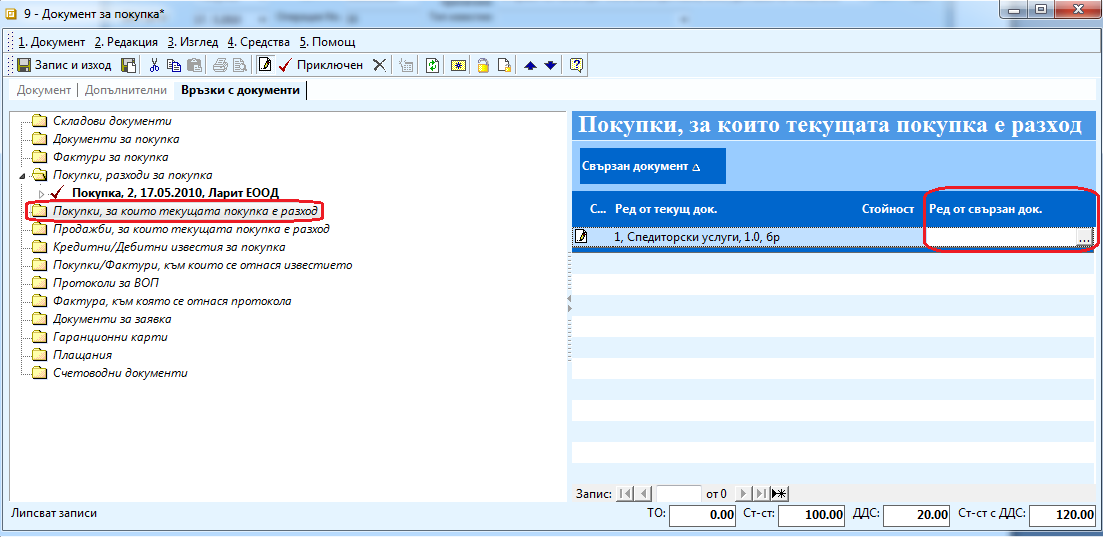 9 - Документ за покупка*
1. Документ 2. Редакция 3. Изглед 4. Средства 5. Помощ
Запис и изход Приключен
Документ Допълнителни Връзки с документи
Складови документи
Документи за покупка
Фактури за покупка
Покупки, разходи за покупка
Покупка, 2, 17.05.2010, Ларит ЕООД
Покупки, за които текущата покупка е разход
Продажби, за които текущата покупка е разход
Кредитни/Дебитни известия за покупка
Покупки/Фактури, към които се отнася известието
Протоколи за ВОП
Фактура, към която се отнася протокола
Документи за заявка
Гаранционни карти
Плащания
Счетоводни документи
Покупки, за които текущата покупка е разход
Свързан документ
С... Ред от текущ док. Стойност Ред от свързан док.
1, Спедиторски услуги, 1.0, бр ...
Запис: от 0
Липсват записи
ТО: 0.00 Ст-ст: 100.00 ДДС: 20.00 Ст-ст с ДДС: 120.00